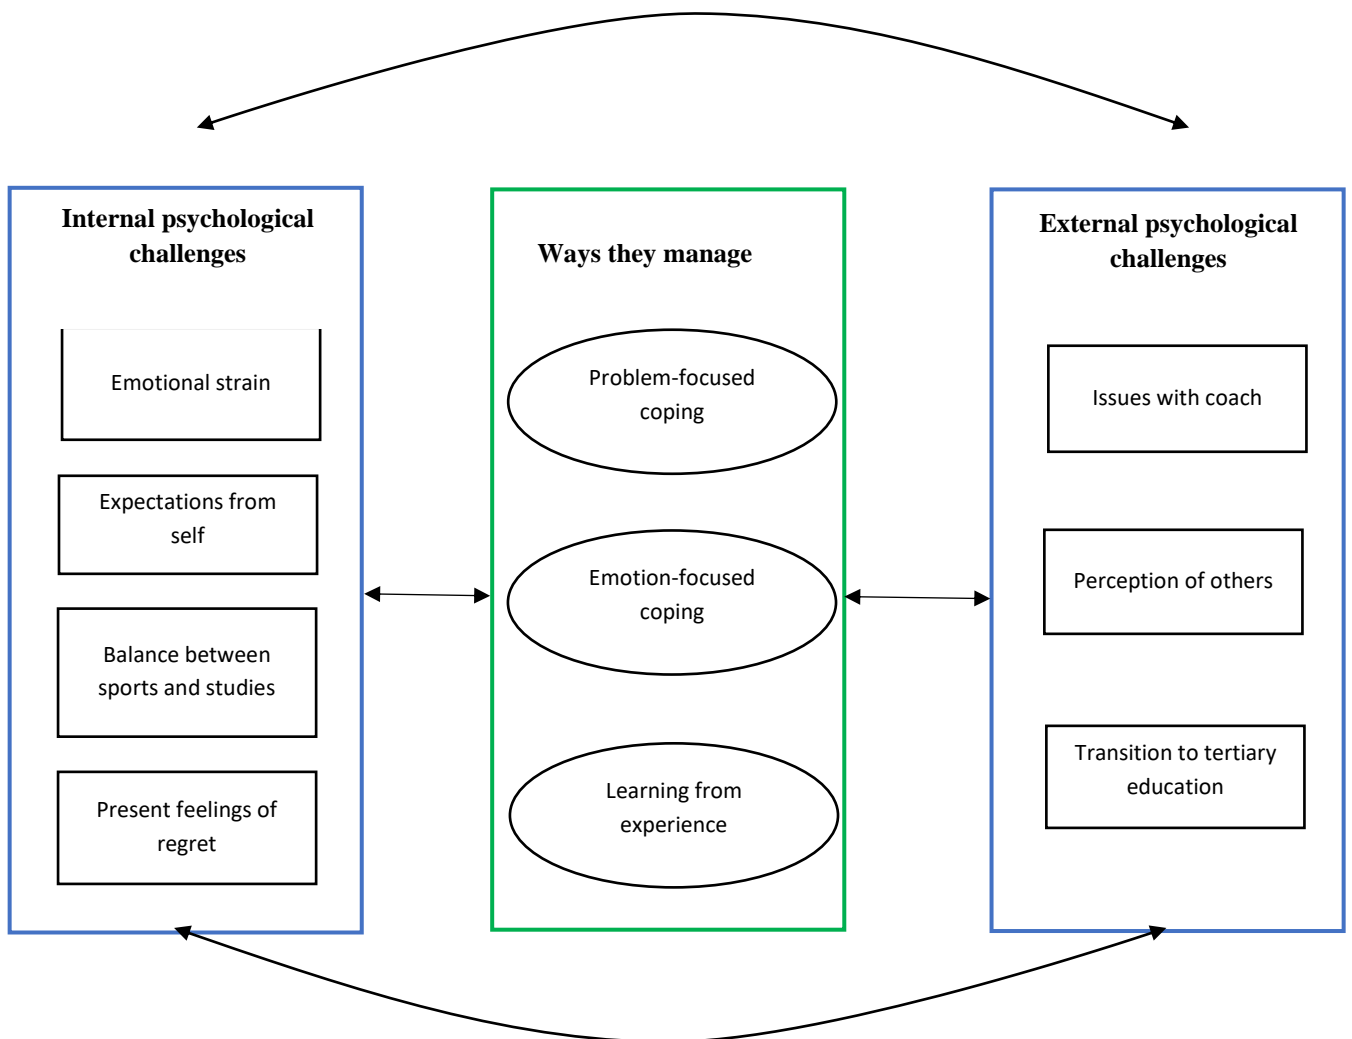 Internal psychological
challenges
Emotional strain
Expectations from
self
Balance between
sports and studies
Present feelings of
regret
Ways they manage
Problem-focused
coping
Emotion-focused
coping
Learning from
experience
External psychological
challenges
Issues with coach
Perception of others
Transition to tertiary
education